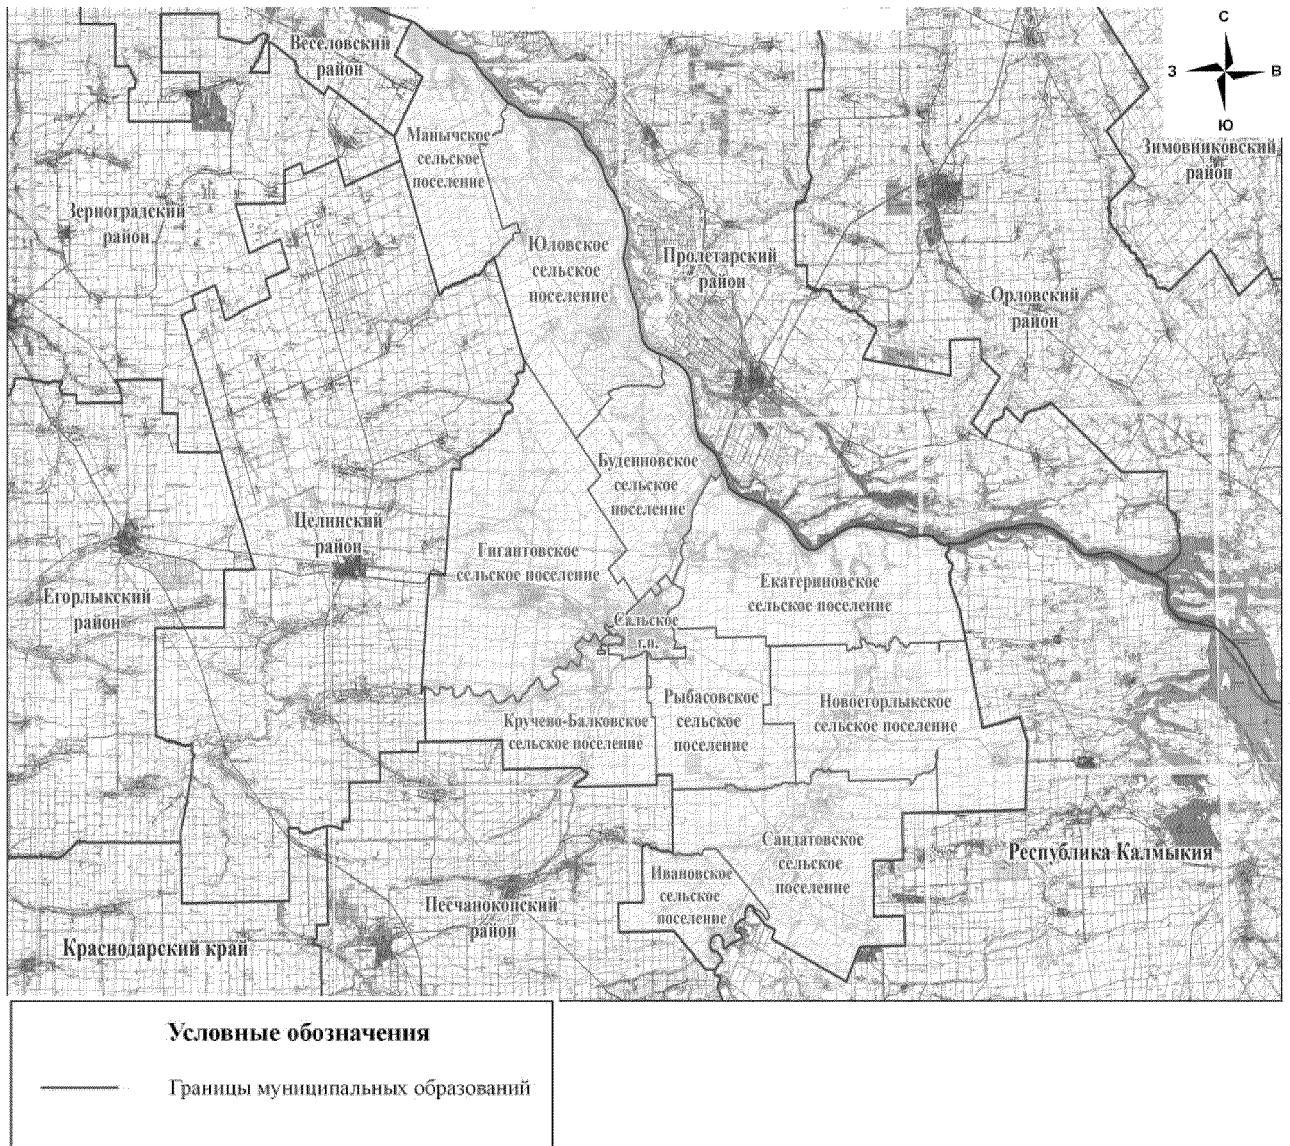 С
З
В
Ю
Веселовский
район
Манычское
сельское
поселение
Зимовниковский
район
Зерноградский
район
Юловское
сельское
поселение
Пролетарский
район
Орловский
район
Буденновское
сельское
поселение
Целинский
район
Гигантовское
сельское поселение
Екатериновское
сельское поселение
Егорлыкский
район
Сальское
г.п.
Рыбасовское
сельское
поселение
Новоегорлыкское
сельское поселение
Кручено-Балковское
сельское поселение
Сандатовское
сельское
поселение
Республика Калмыкия
Ивановское
сельское
поселение
Песчанокопский
район
Краснодарский край
Условные обозначения
Границы муниципальных образований